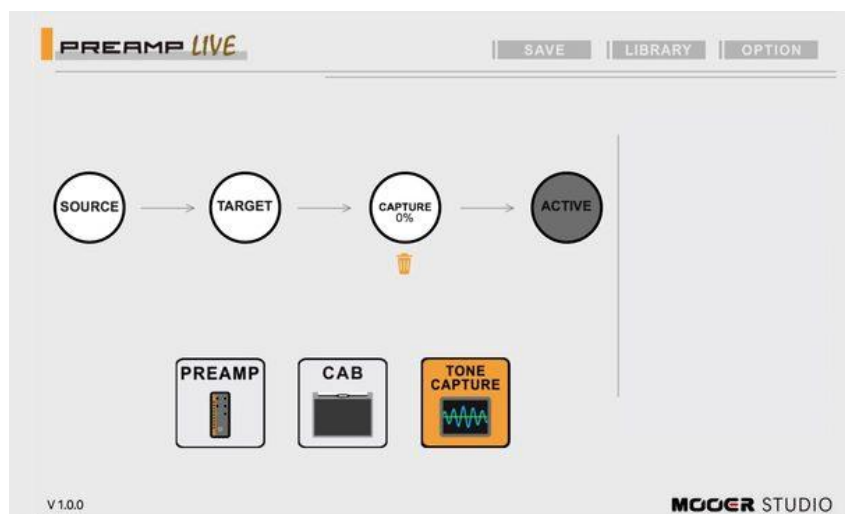 PREAMP LIVE
SAVE LIBRARY OPTION
SOURCE
TARGET
CAPTURE
0%
ACTIVE
PREAMP
CAB
TONE
CAPTURE
V 1.0.0
MOOER STUDIO